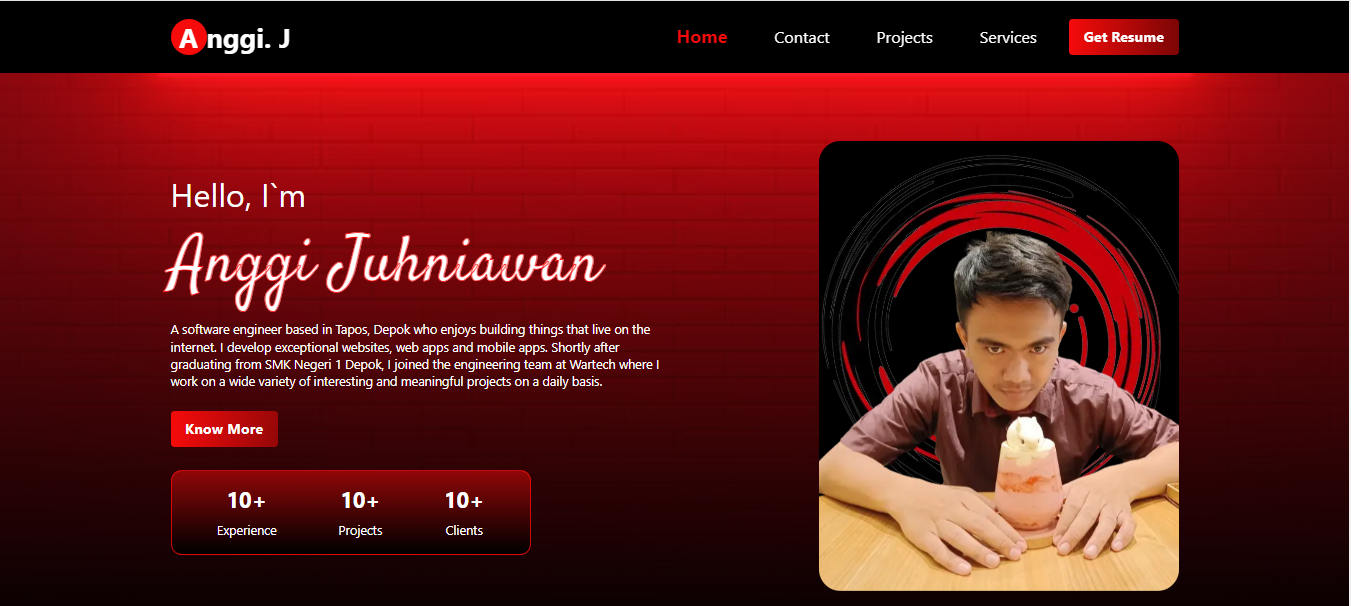 Anggi. J
Home Contact Projects Services Get Resume
Hello, I`m
Anggi Juhniawan
A software engineer based in Tapos, Depok who enjoys building things that live on the
internet. I develop exceptional websites, web apps and mobile apps. Shortly after
graduating from SMK Negeri 1 Depok, I joined the engineering team at Wartech where I
work on a wide variety of interesting and meaningful projects on a daily basis.
Know More
10+ 10+ 10+
Experience Projects Clients